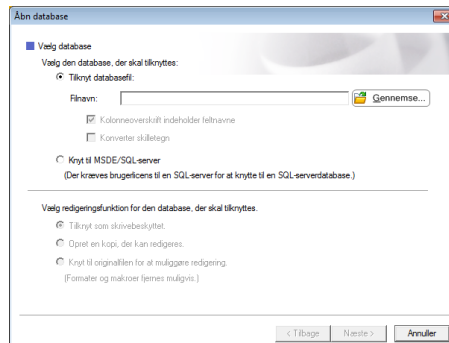 Åbn database
Vælg database
Vælg den database, der skal tilknyttes:
Tilknyt databasefil:
Filnavn:
Gennemse...
Kolonneoverskrift indeholder feltnavne
Konverter skilletegn
Knyt til MSDE/SQL-server
(Der kræves brugerlicens til en SQL-server for at knytte til en SQL-serverdatabase.)
Vælg redigeringsfunktion for den database, der skal tilknyttes.
Tilknyt som skrivebeskyttet.
Opret en kopi, der kan redigeres.
Knyt til originalfilen for at muliggøre redigering.
(Formater og makroer fjernes muligvis.)
< Tilbage
Næste >
Annuller